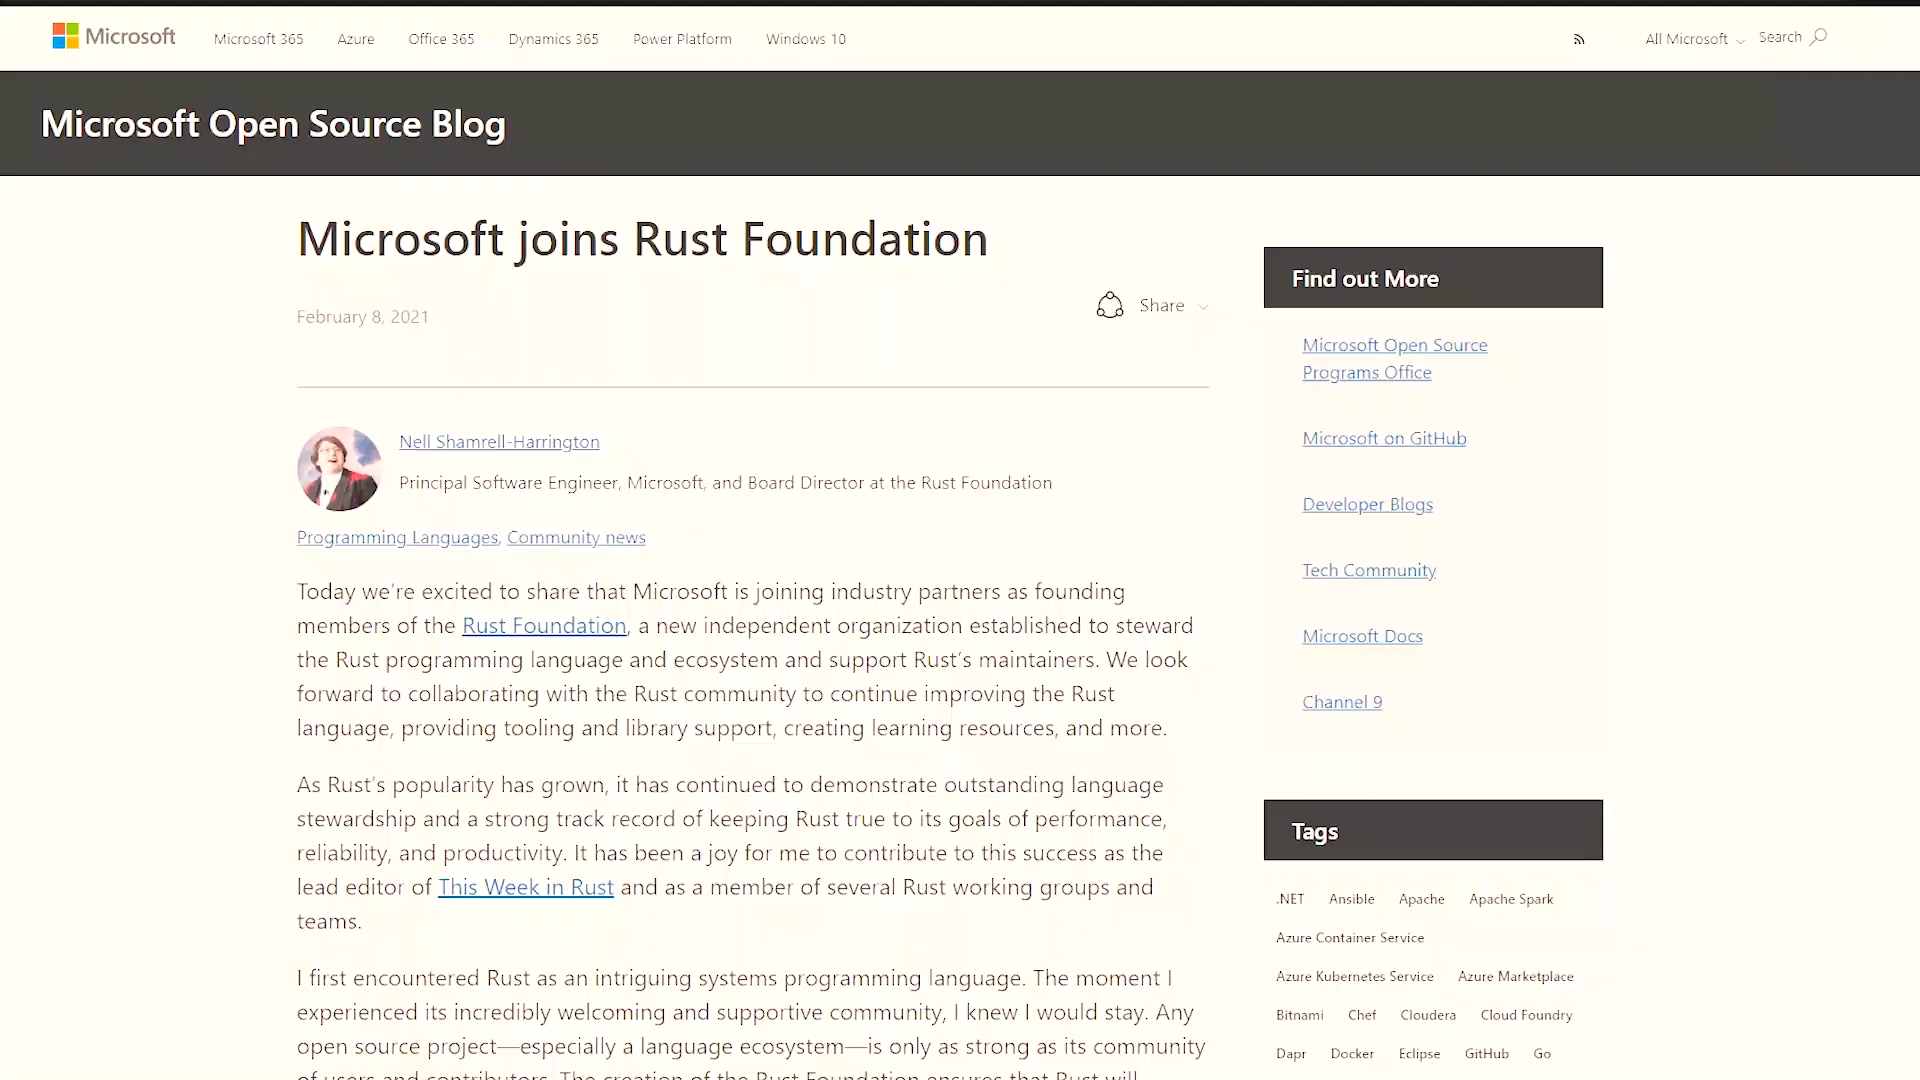 Microsoft
Microsoft 365 Azure Office 365 Dynamics 365 Power Platform Windows 10
All Microsoft Search
Microsoft Open Source Blog
Microsoft joins Rust Foundation
February 8, 2021
Share
Nell Shamrell-Harrington
Principal Software Engineer, Microsoft, and Board Director at the Rust Foundation
Programming Languages, Community news
Today we’re excited to share that Microsoft is joining industry partners as founding
members of the Rust Foundation, a new independent organization established to steward
the Rust programming language and ecosystem and support Rust’s maintainers. We look
forward to collaborating with the Rust community to continue improving the Rust
language, providing tooling and library support, creating learning resources, and more.
As Rust’s popularity has grown, it has continued to demonstrate outstanding language
stewardship and a strong track record of keeping Rust true to its goals of performance,
reliability, and productivity. It has been a joy for me to contribute to this success as the
lead editor of This Week in Rust and as a member of several Rust working groups and
teams.
I first encountered Rust as an intriguing systems programming language. The moment I
experienced its incredibly welcoming and supportive community, I knew I would stay. Any
open source project—especially a language ecosystem—is only as strong as its community
of users and contributors. The creation of the Rust Foundation ensures that Rust will
Find out More
Microsoft Open Source
Programs Office
Microsoft on GitHub
Developer Blogs
Tech Community
Microsoft Docs
Channel 9
Tags
.NET Ansible Apache Apache Spark
Azure Container Service
Azure Kubernetes Service Azure Marketplace
Bitnami Chef Cloudera Cloud Foundry
Dapr Docker Eclipse GitHub Go